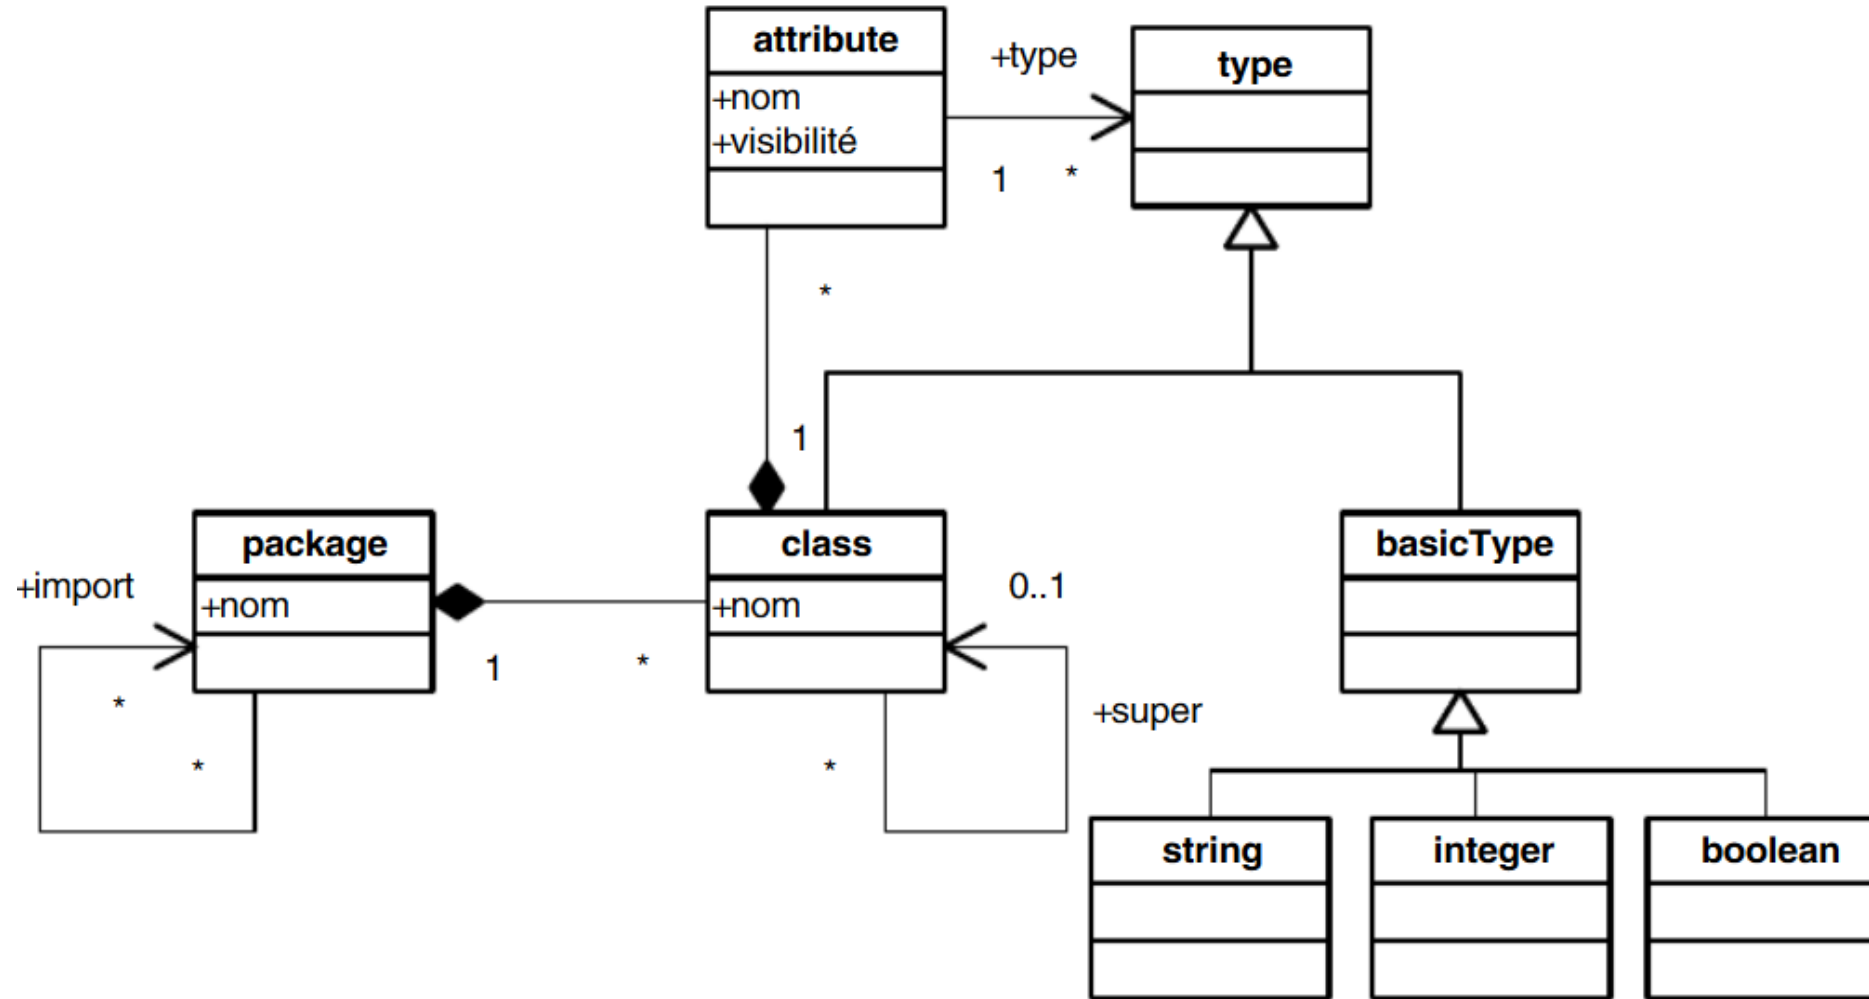 attribute
+nom
+visibilité
+type
1 *
type
*
1
package
+nom
+import
*
*
1 *
class
+nom
0..1
+super
*
basicType
string
integer
boolean